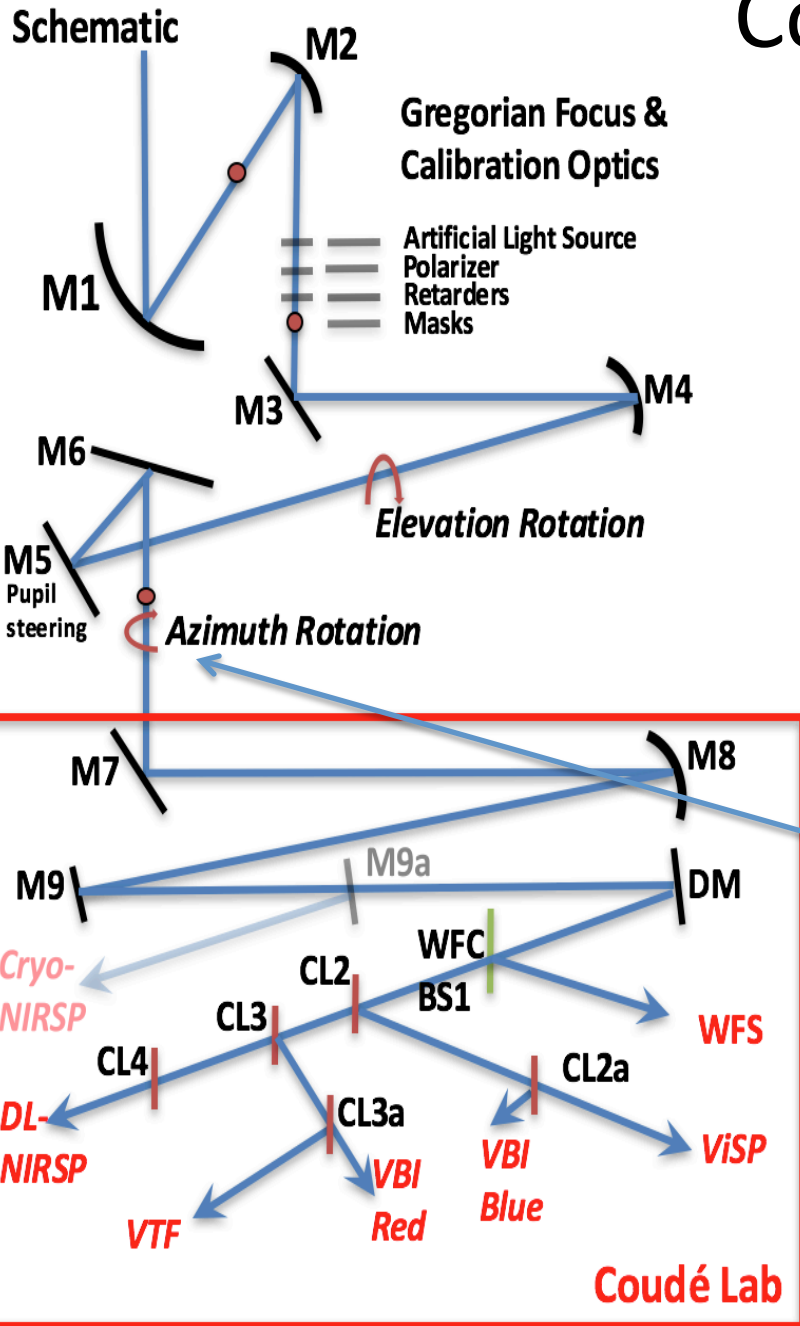 Schematic
Co
M2
Gregorian Focus &
Calibration Optics
M1
Artificial Light Source
Polarizer
Retarders
Masks
M3
M4
M6
Elevation Rotation
M5
Pupil
steering
Azimuth Rotation
M7
M8
M9
M9a
DM
WFC
BS1
Cryo-
NIRSP
CL2
CL3
WFS
CL4
CL2a
DL-
NIRSP
CL3a
VBI
Blue
ViSP
VBI
Red
VTF
Coudé Lab